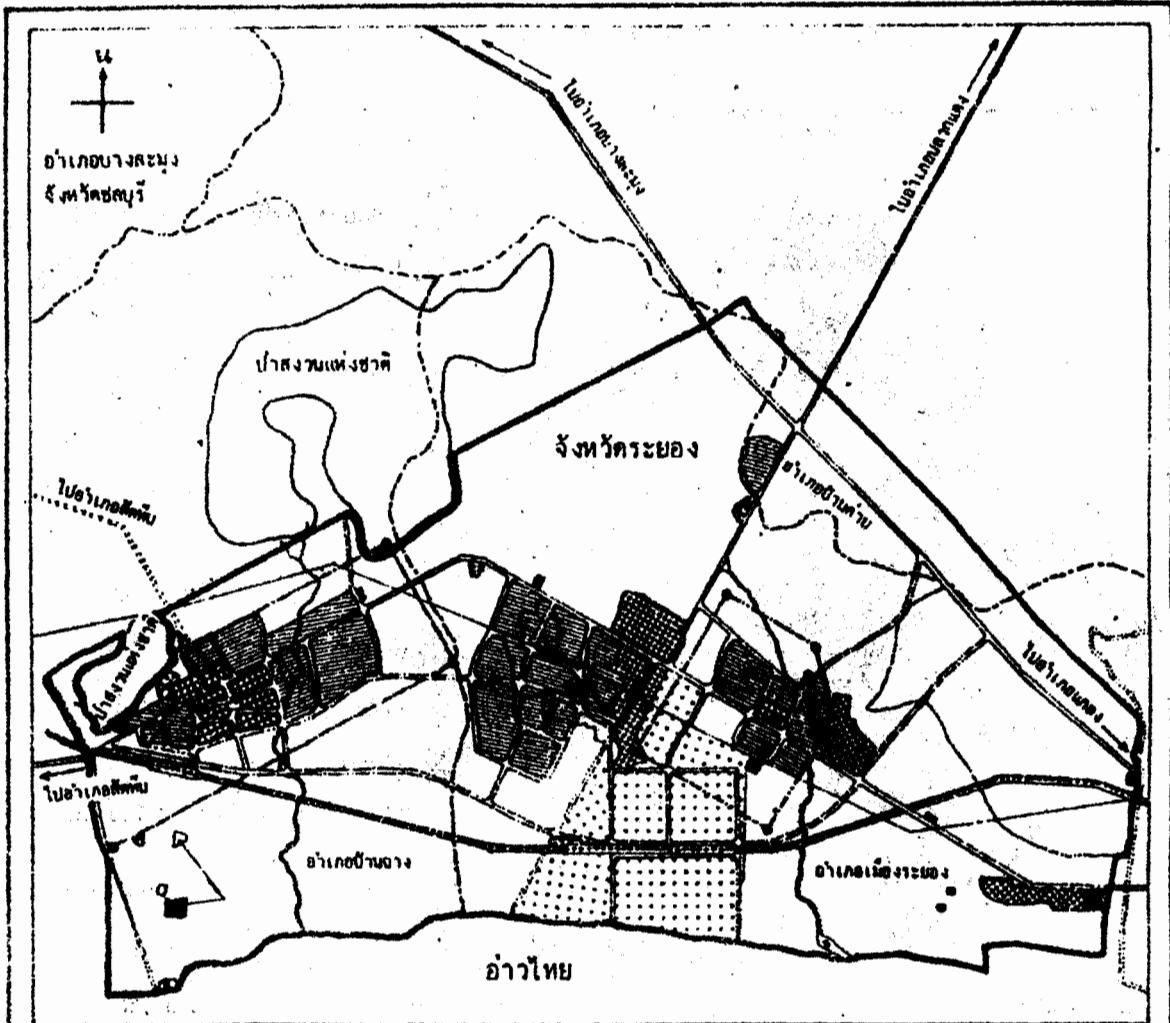 น
อำเภอบางละมุง
จังหวัดชลบุรี
ไปอำเภอบางละมุง
ไปอำเภอปลวกแดง
ป่าสงวนแห่งชาติ
จังหวัดระยอง
อำเภอบ้านค่าย
ไปอำเภอสัตหีบ
ป่าสงวนแห่งชาติ
ไปอำเภอแกลง
ไปอำเภอสัตหีบ
อำเภอบ้านฉาง
อำเภอเมืองระยอง
อ่าวไทย